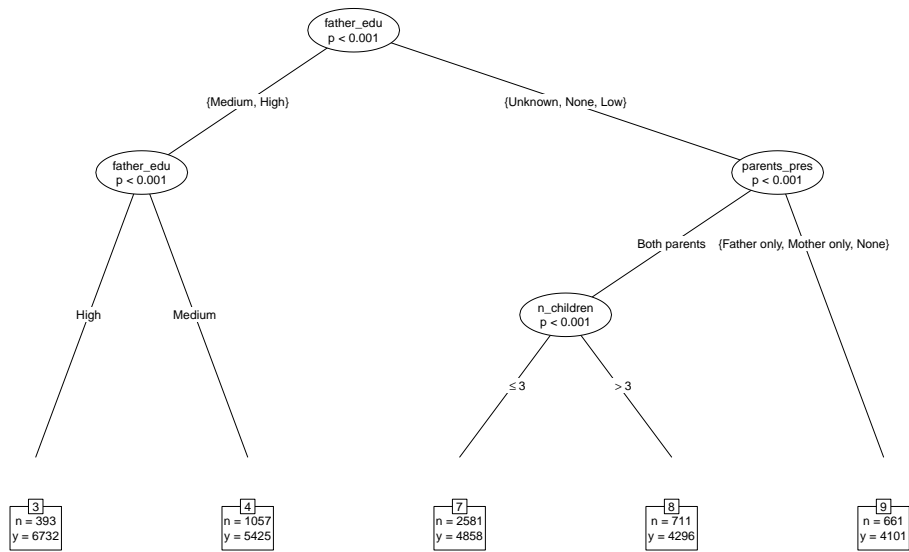 father_edu
p < 0.001
{Medium, High}
{Unknown, None, Low}
father_edu
p < 0.001
parents_pres
p < 0.001
Both parents
{Father only, Mother only, None}
High
Medium
n_children
p < 0.001
≤ 3
> 3
3
n = 393
y = 6732
4
n = 1057
y = 5425
7
n = 2581
y = 4858
8
n = 711
y = 4296
9
n = 661
y = 4101